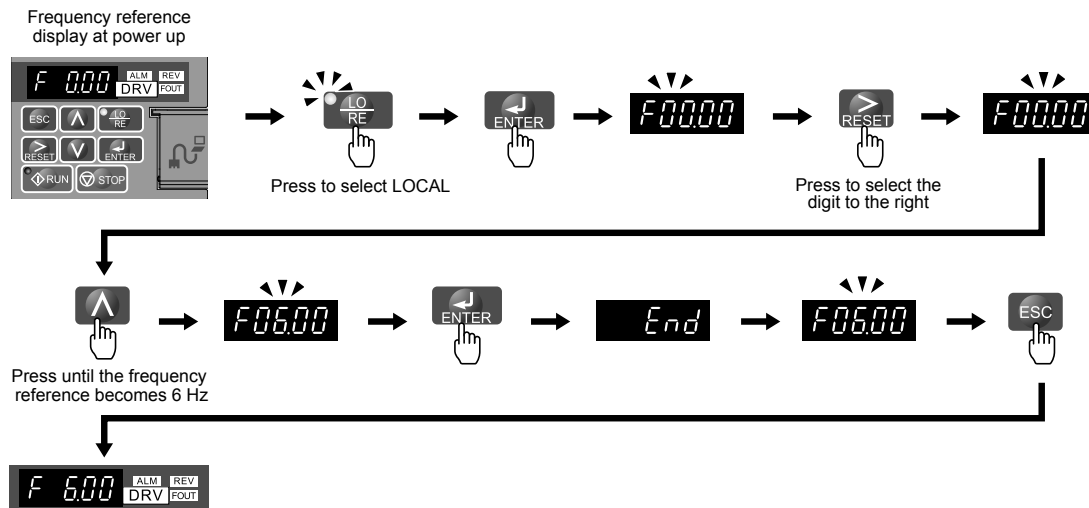 Frequency reference
display at power up
F 0.00
ALM REV
DRV FOUT
ESC
LO
RE
RESET
ENTER
RUN
STOP
LO
RE
Press to select LOCAL
ENTER
F00.00
RESET
Press to select the
digit to the right
F00.00
Press until the frequency
reference becomes 6 Hz
F06.00
ENTER
End
F06.00
ESC
F 6.00
ALM REV
DRV FOUT